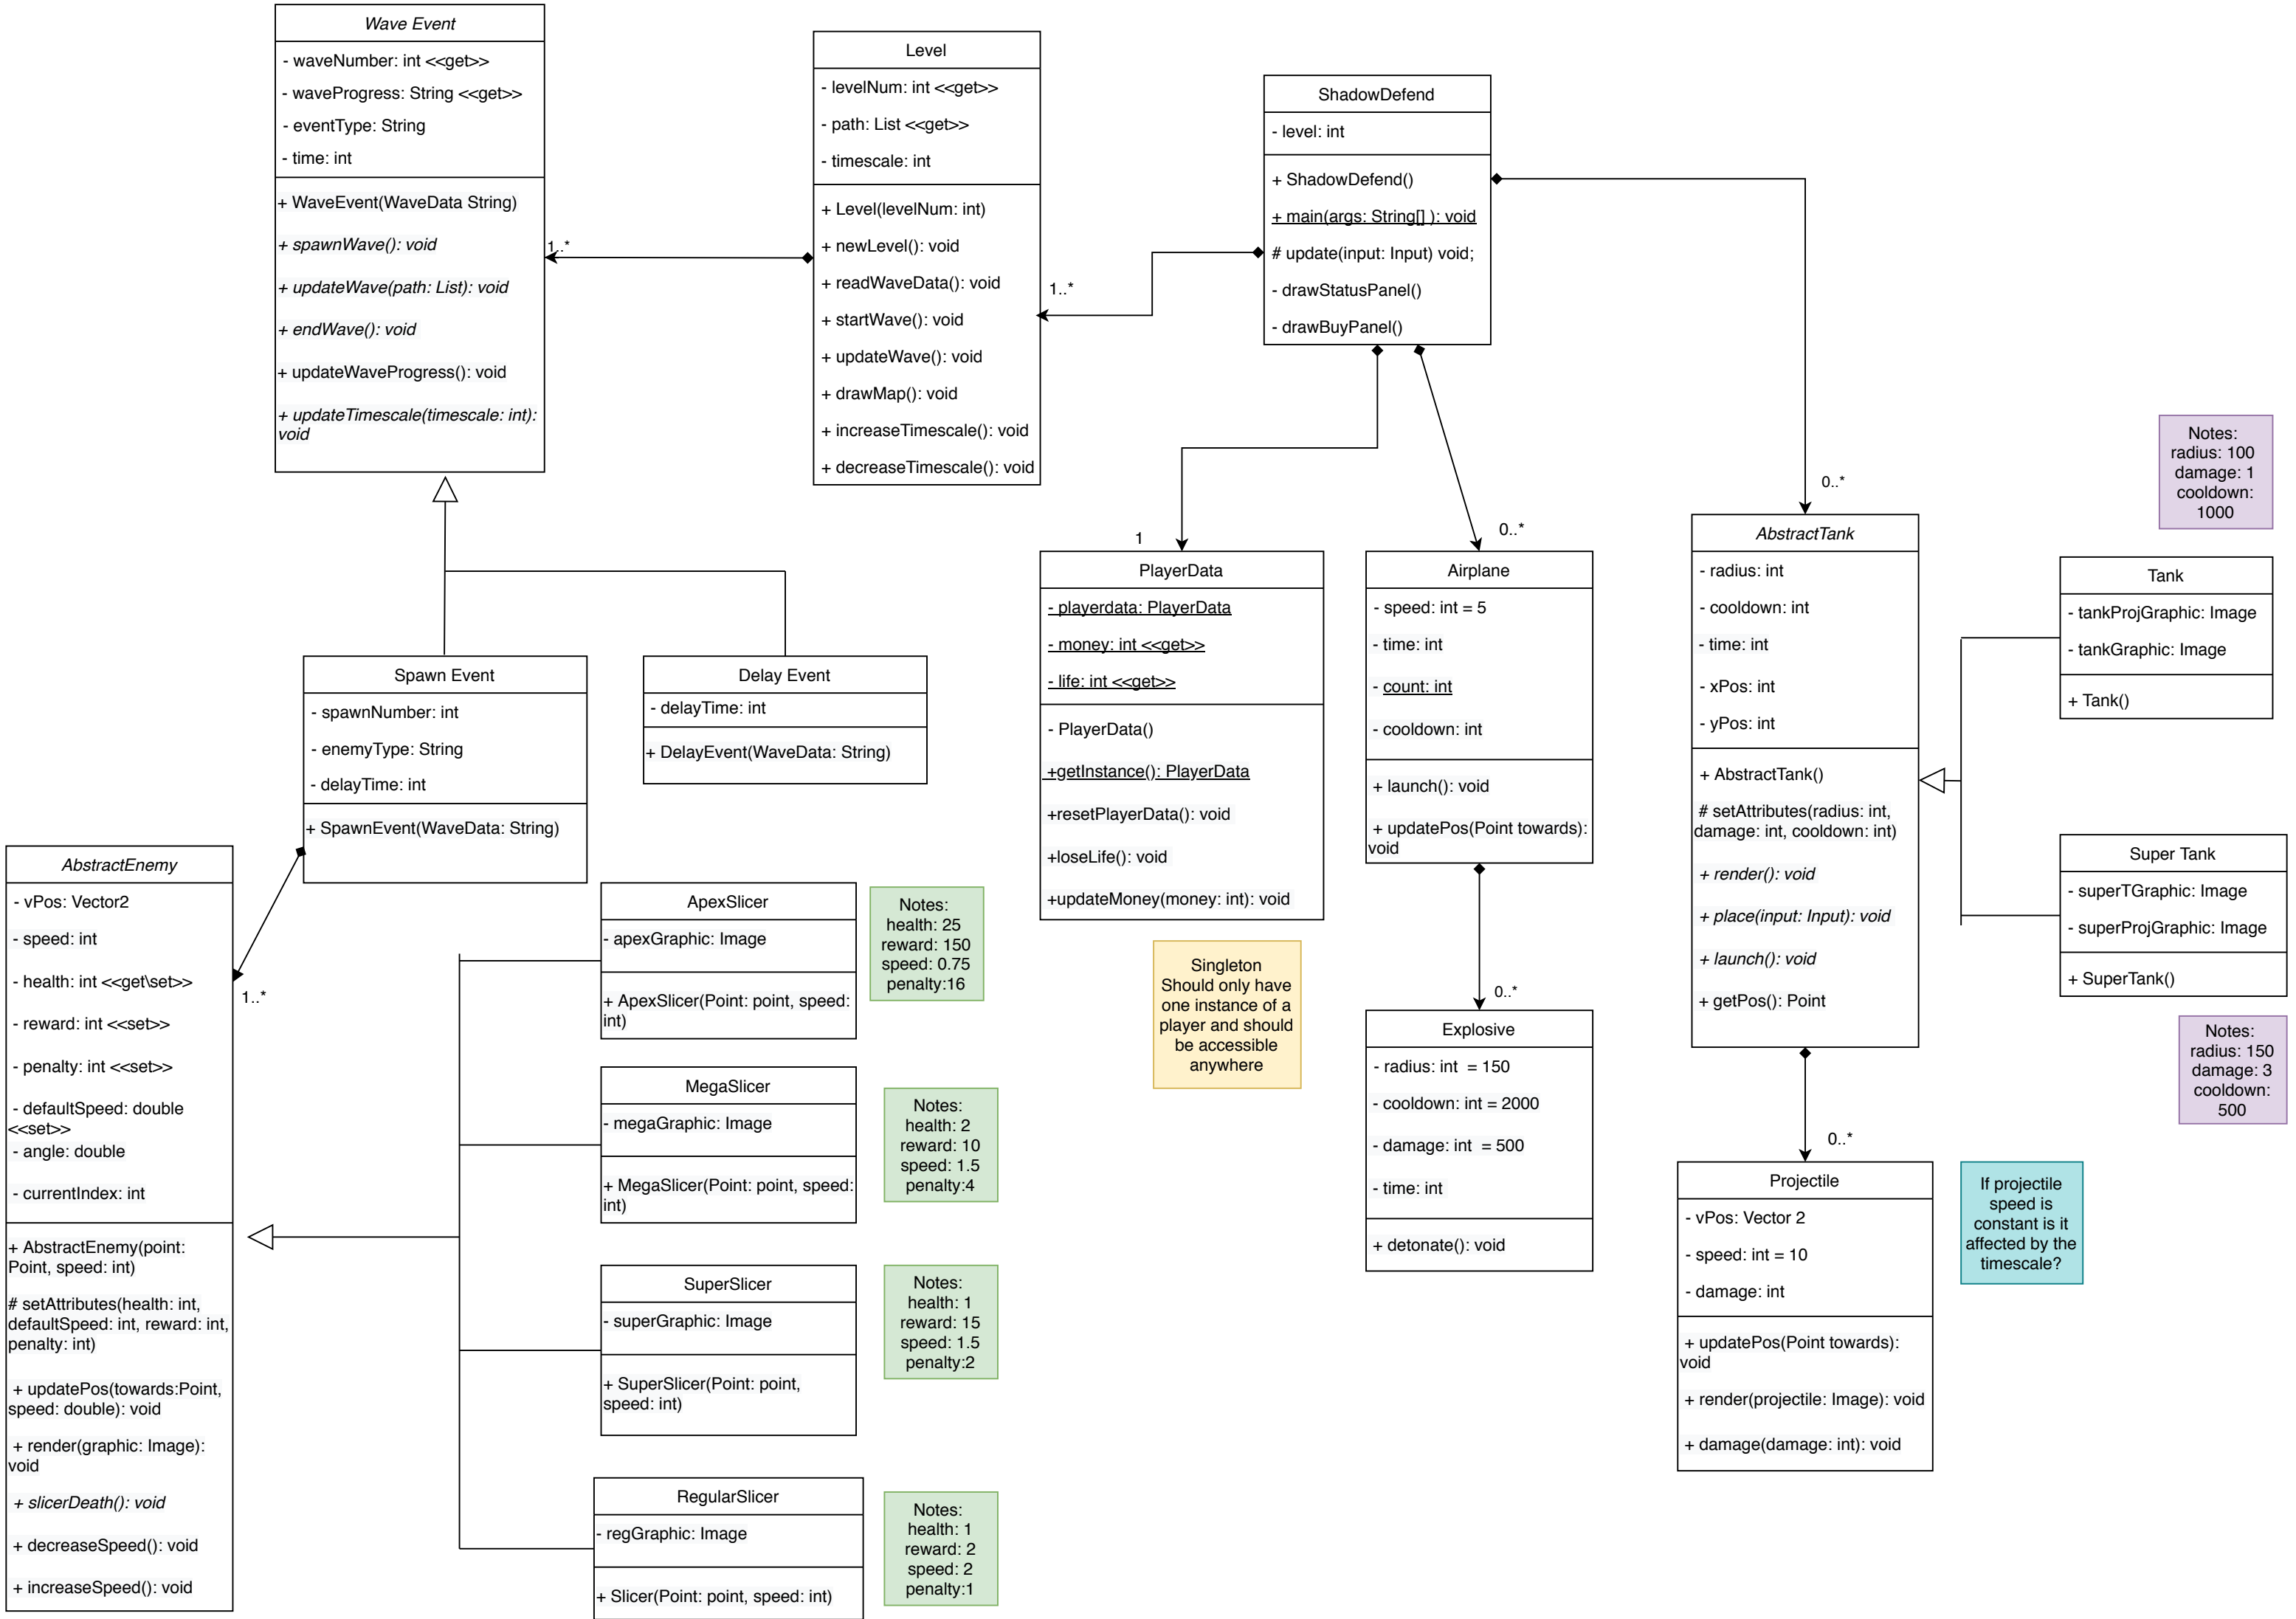 Wave Event
- waveNumber: int <<get>>
- waveProgress: String <<get>>
- eventType: String
- time: int
+ WaveEvent(WaveData String)
+ spawnWave(): void
+ updateWave(path: List): void
+ endWave(): void
+ updateWaveProgress(): void
+ updateTimescale(timescale: int):
void
1..*
Level
- levelNum: int <<get>>
- path: List <<get>>
- timescale: int
+ Level(levelNum: int)
+ newLevel(): void
+ readWaveData(): void
+ startWave(): void
+ updateWave(): void
+ drawMap(): void
+ increaseTimescale(): void
+ decreaseTimescale(): void
1..*
ShadowDefend
- level: int
+ ShadowDefend()
+ main(args: String[] ): void
# update(input: Input) void;
- drawStatusPanel()
- drawBuyPanel()
1
0..*
0..*
Spawn Event
- spawnNumber: int
- enemyType: String
- delayTime: int
+ SpawnEvent(WaveData: String)
Delay Event
- delayTime: int
+ DelayEvent(WaveData: String)
PlayerData
- playerdata: PlayerData
- money: int <<get>>
- life: int <<get>>
- PlayerData()
+getInstance(): PlayerData
+resetPlayerData(): void
+loseLife(): void
+updateMoney(money: int): void
Singleton
Should only have
one instance of a
player and should
be accessible
anywhere
Airplane
- speed: int = 5
- time: int
- count: int
- cooldown: int
+ launch(): void
+ updatePos(Point towards):
void
0..*
Explosive
- radius: int  = 150
- cooldown: int = 2000
- damage: int  = 500
- time: int
+ detonate(): void
AbstractTank
- radius: int
- cooldown: int
- time: int
- xPos: int
- yPos: int
+ AbstractTank()
# setAttributes(radius: int,
damage: int, cooldown: int)
+ render(): void
+ place(input: Input): void
+ launch(): void
+ getPos(): Point
0..*
Projectile
- vPos: Vector 2
- speed: int = 10
- damage: int
+ updatePos(Point towards):
void
+ render(projectile: Image): void
+ damage(damage: int): void
If projectile
speed is
constant is it
affected by the
timescale?
Notes:
radius: 100
damage: 1
cooldown:
1000
Tank
- tankProjGraphic: Image
- tankGraphic: Image
+ Tank()
Super Tank
- superTGraphic: Image
- superProjGraphic: Image
+ SuperTank()
Notes:
radius: 150
damage: 3
cooldown:
500
AbstractEnemy
- vPos: Vector2
- speed: int
- health: int <<get\set>>
- reward: int <<set>>
- penalty: int <<set>>
- defaultSpeed: double
<<set>>
- angle: double
- currentIndex: int
+ AbstractEnemy(point:
Point, speed: int)
# setAttributes(health: int,
defaultSpeed: int, reward: int,
penalty: int)
+ updatePos(towards:Point,
speed: double): void
+ render(graphic: Image):
void
+ slicerDeath(): void
+ decreaseSpeed(): void
+ increaseSpeed(): void
1..*
ApexSlicer
- apexGraphic: Image
+ ApexSlicer(Point: point, speed:
int)
Notes:
health: 25
reward: 150
speed: 0.75
penalty:16
MegaSlicer
- megaGraphic: Image
+ MegaSlicer(Point: point, speed:
int)
Notes:
health: 2
reward: 10
speed: 1.5
penalty:4
SuperSlicer
- superGraphic: Image
+ SuperSlicer(Point: point,
speed: int)
Notes:
health: 1
reward: 15
speed: 1.5
penalty:2
RegularSlicer
- regGraphic: Image
+ Slicer(Point: point, speed: int)
Notes:
health: 1
reward: 2
speed: 2
penalty:1